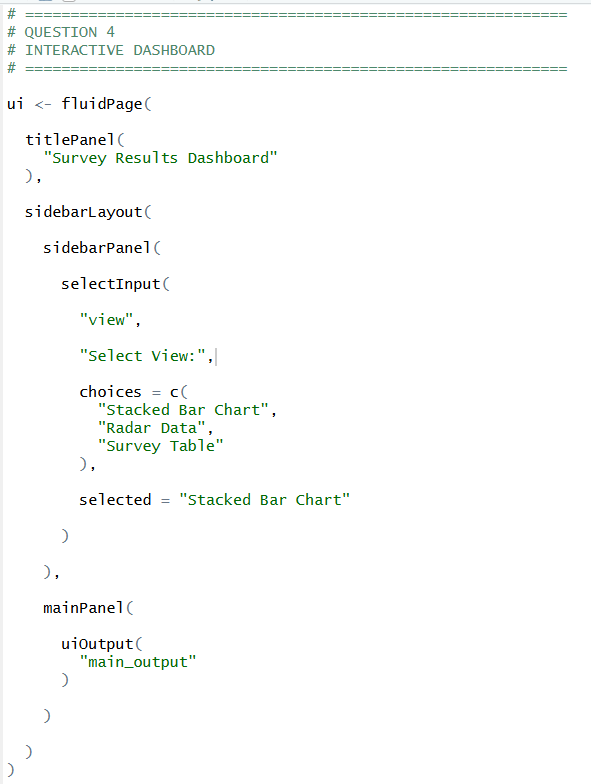 # ============================================================
# QUESTION 4
# INTERACTIVE DASHBOARD
# ============================================================
ui <- fluidPage(
titlePanel(
"Survey Results Dashboard"
),
sidebarLayout(
sidebarPanel(
selectInput(
"view",
"Select View:",
choices = c(
"Stacked Bar Chart",
"Radar Data",
"Survey Table"
),
selected = "Stacked Bar Chart"
)
),
mainPanel(
uiOutput(
"main_output"
)
)
)
)